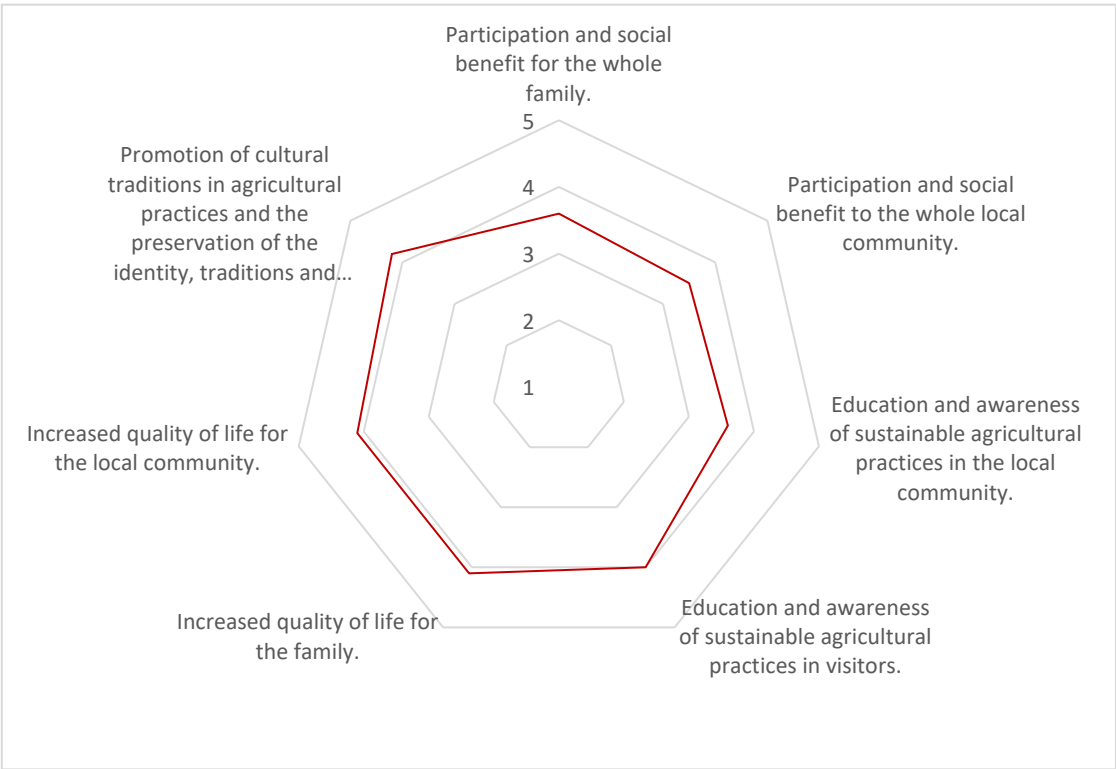 Participation and social
benefit for the whole
family.
5
4
3
2
1
Participation and social
benefit to the whole local
community.
Education and awareness
of sustainable agricultural
practices in the local
community.
Education and awareness
of sustainable agricultural
practices in visitors.
Increased quality of life for
the family.
Increased quality of life for
the local community.
Promotion of cultural
traditions in agricultural
practices and the
preservation of the
identity, traditions and...